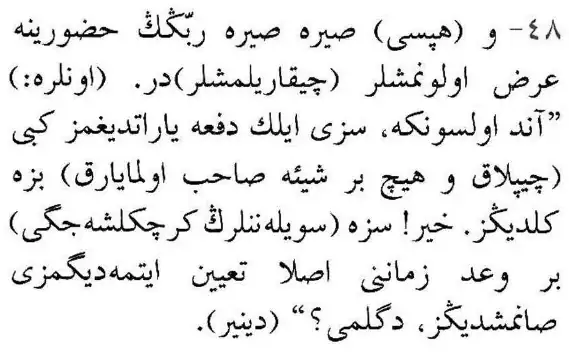 ٤٨- و (هپسی) صیره صیره ربّڭڭ حضورینه
عرض اولونمشلر (چیقاریلمشلر)در. (اونلره:)
”آند اولسونكه، سزی ایلك دفعه یاراتدیغمز كبی
(چیپلاق و هیچ بر شیئه صاحب اولمایارق) بزه
كلدیڭز. خیر! سزه (سویله‌ننلرڭ كرچكلشه‌جگی)
بر وعد زماننی اصلا تعیین ایتمه‌دیگمزی
صانمشدیڭز، دگلمی؟“ (دینیر).